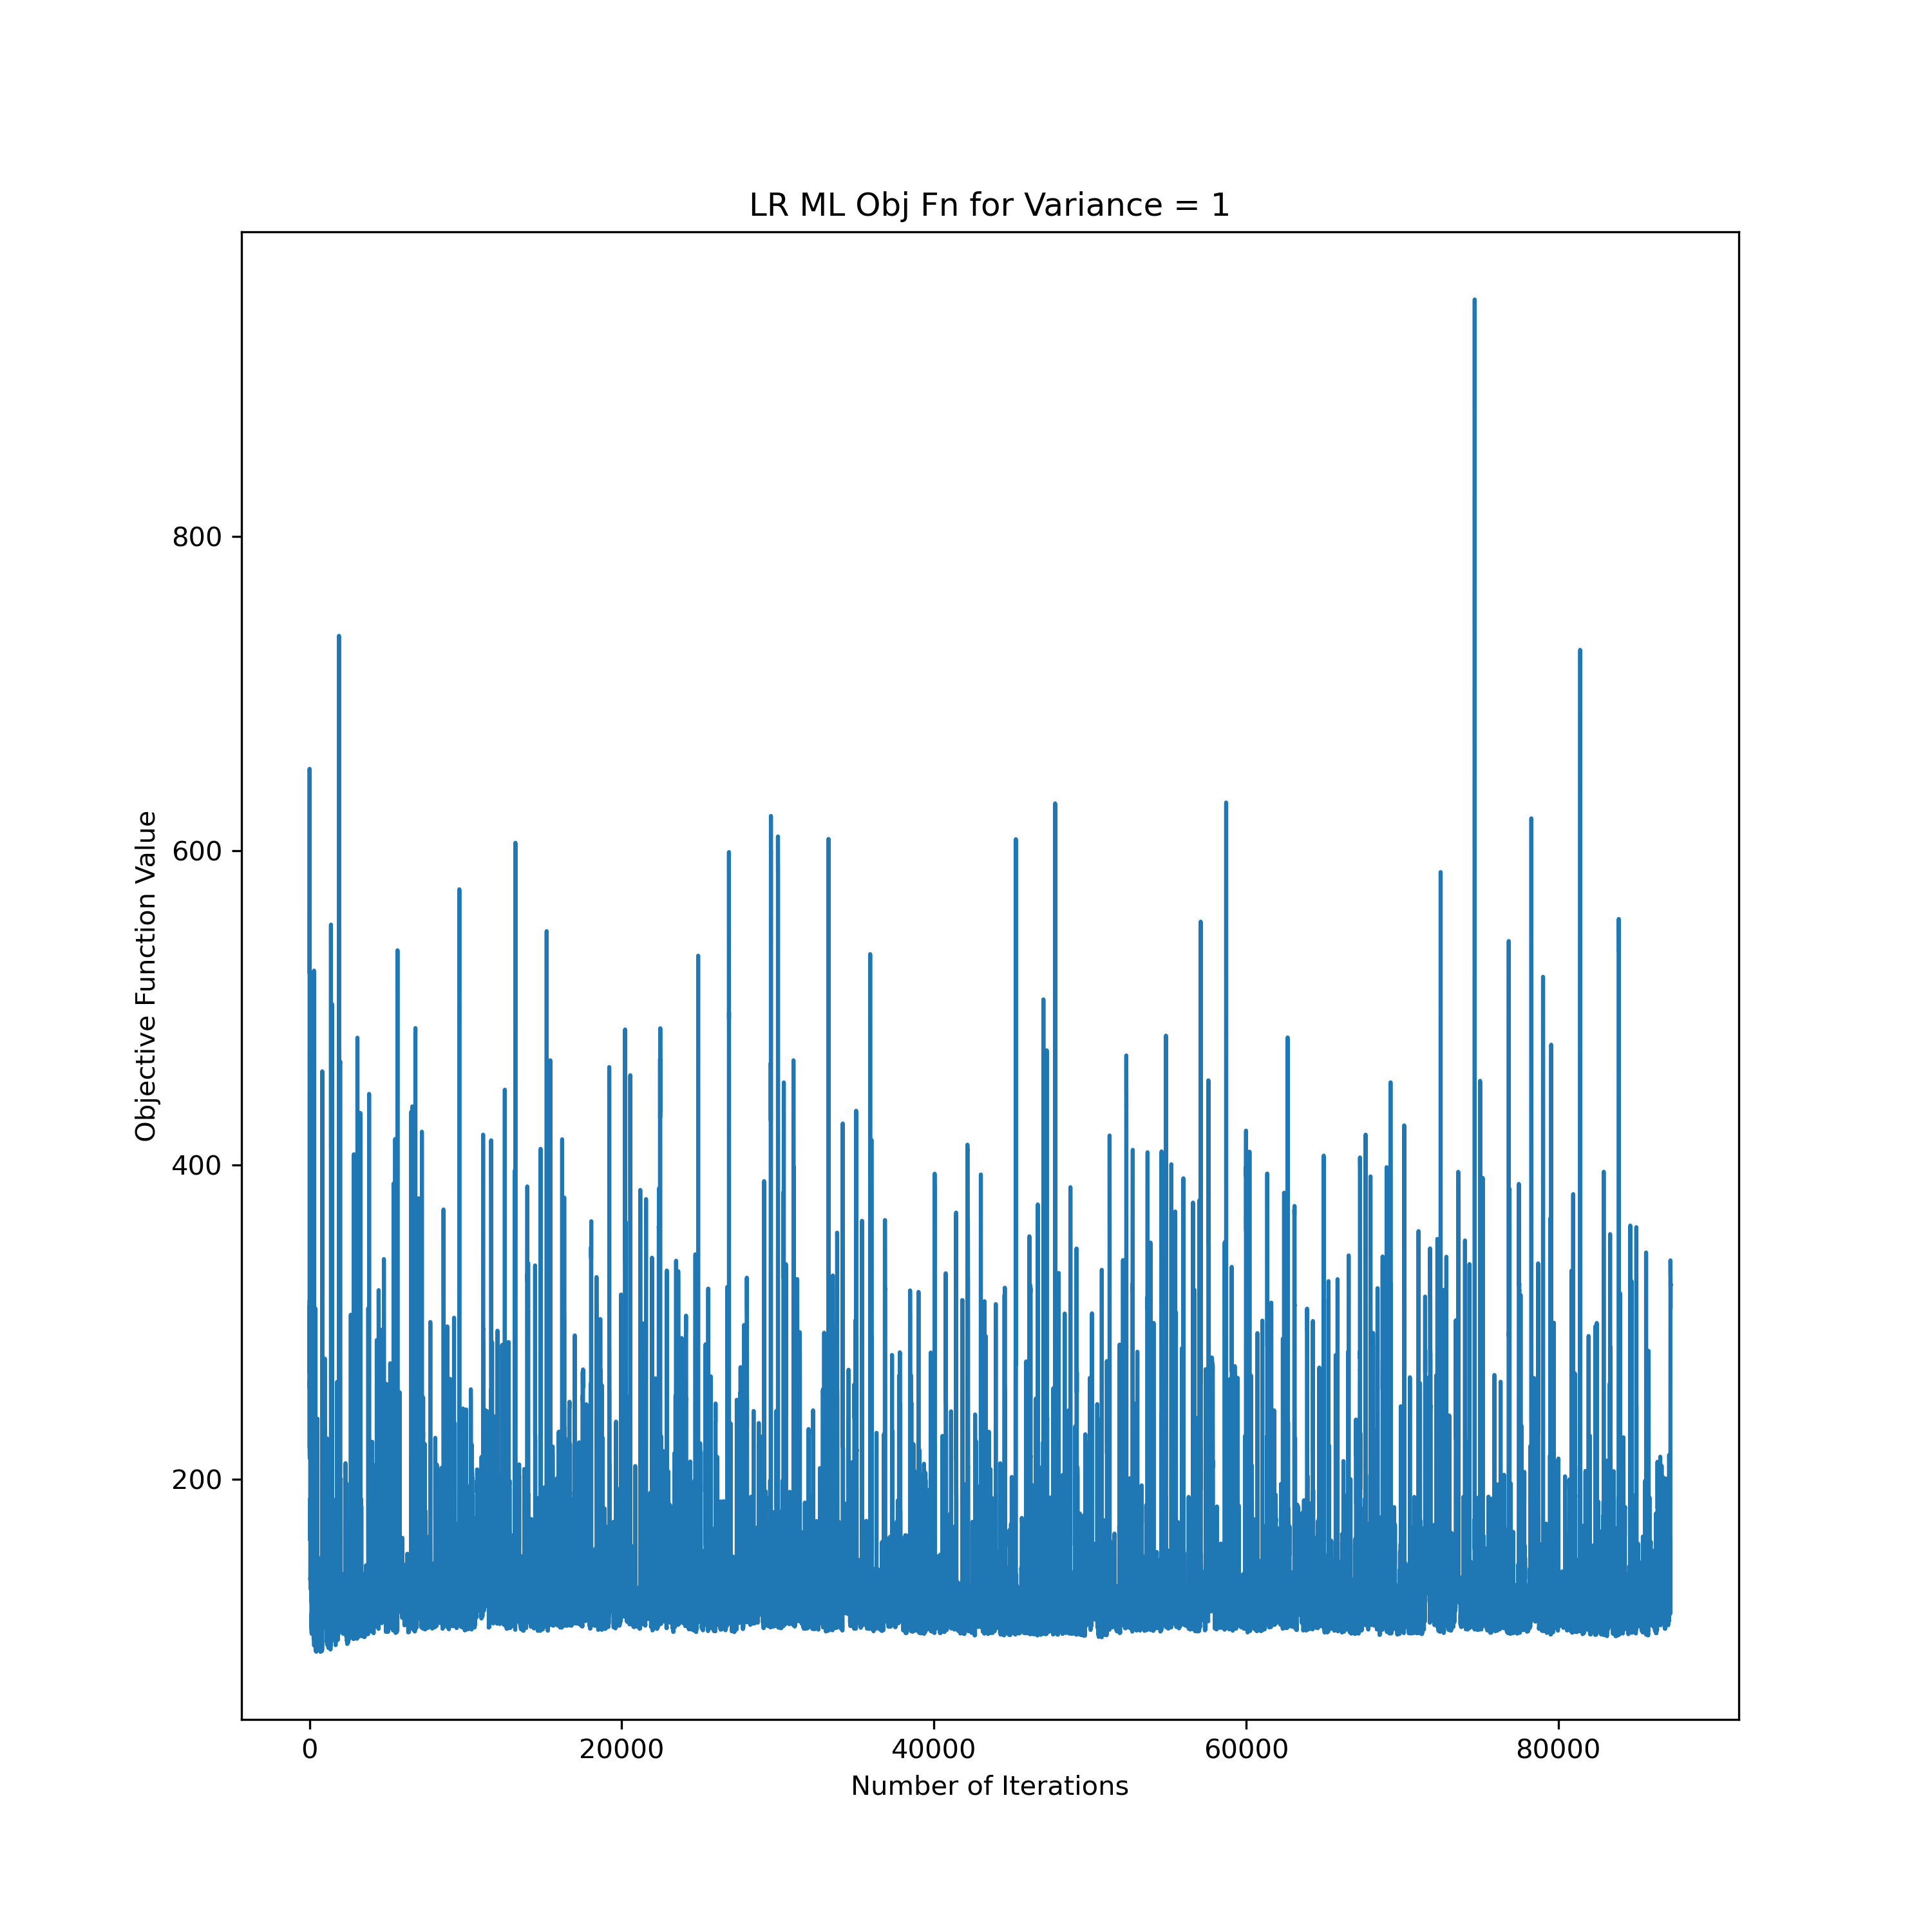 LR ML Obj Fn for Variance = 1
Objective Function Value
800
600
400
200
0 20000 40000 60000 80000
Number of Iterations